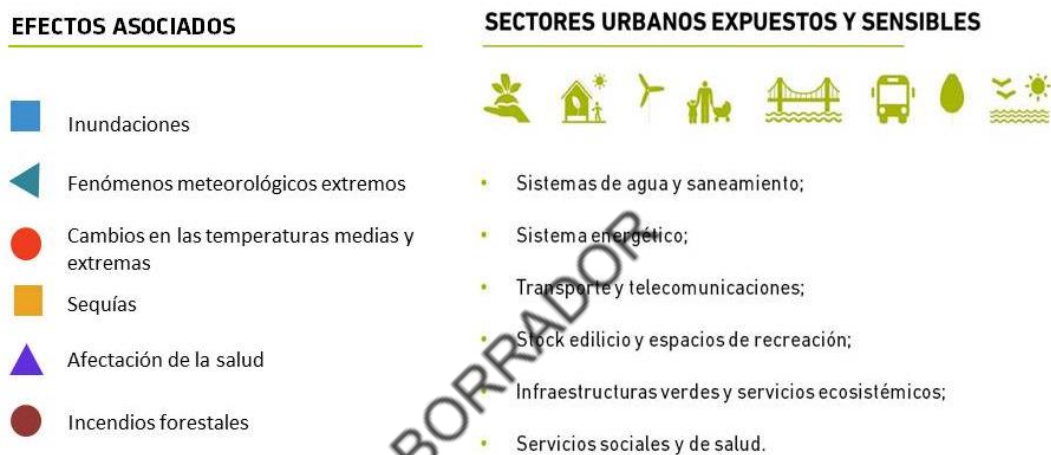 EFECTOS ASOCIADOS
Inundaciones
Fenómenos meteorológicos extremos
Cambios en las temperaturas medias y
extremas
Sequías
Afectación de la salud
Incendios forestales
SECTORES URBANOS EXPUESTOS Y SENSIBLES
• Sistemas de agua y saneamiento;
• Sistema energético;
• Transporte y telecomunicaciones;
• Stock edilicio y espacios de recreación;
• Infraestructuras verdes y servicios ecosistémicos;
• Servicios sociales y de salud.
BORRADOR